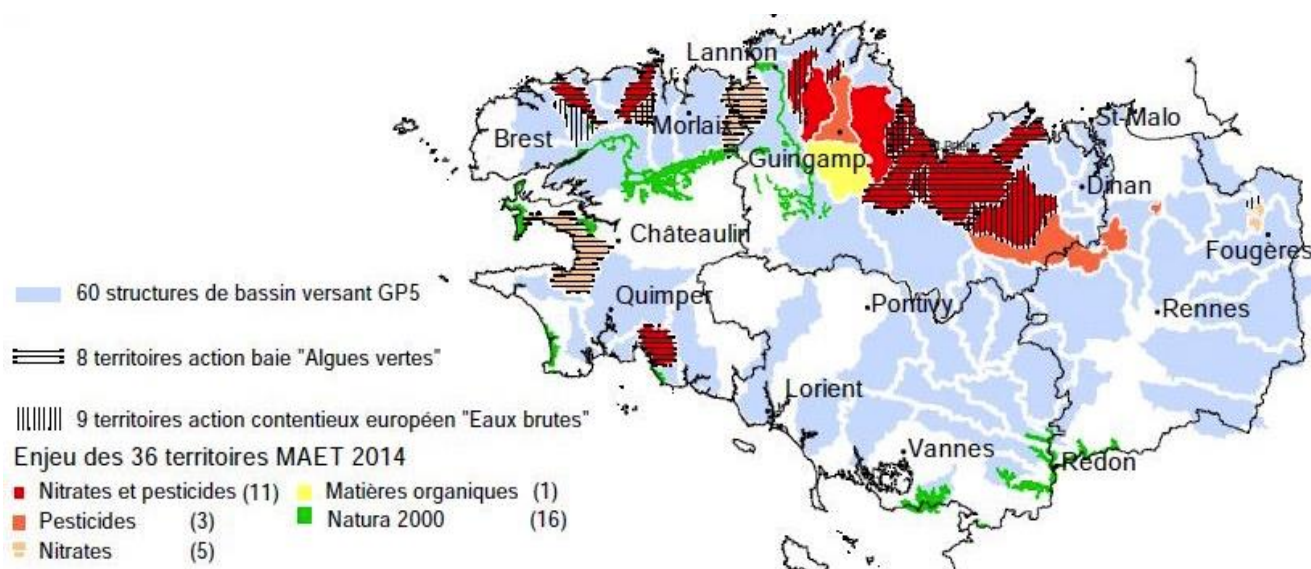 Lannion
St-Malo
Morlaix
Brest
Guingamp
Dinan
Châteaulin
Fougères
60 structures de bassin versant GP5
Quimper
Pontivy
Rennes
8 territoires action baie "Algues vertes"
Lorient
9 territoires action contentieux européen "Eaux brutes"
Vannes
Redon
Enjeu des 36 territoires MAET 2014
Nitrates et pesticides (11)
Matières organiques (1)
Pesticides (3)
Natura 2000 (16)
Nitrates (5)